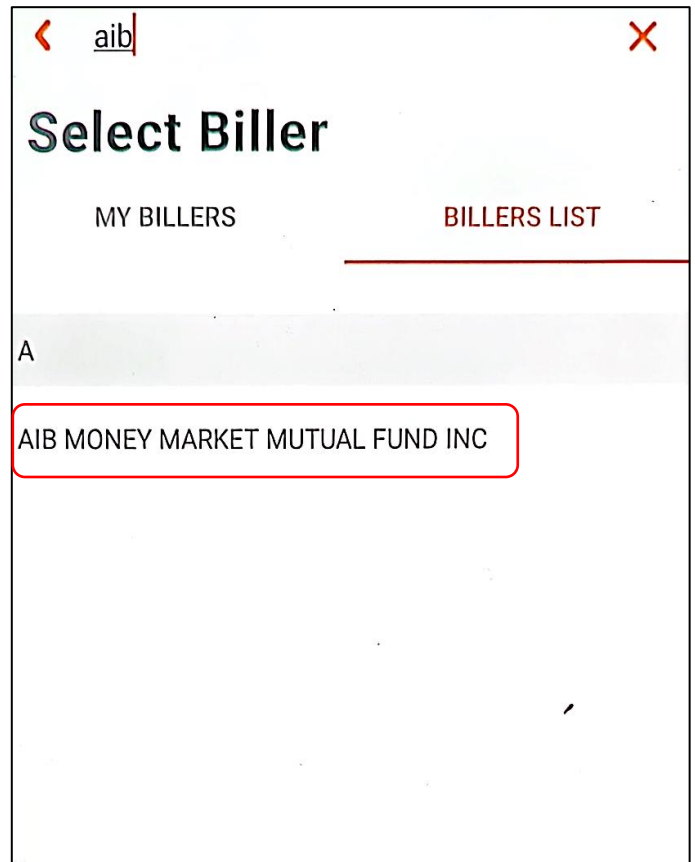 aib
Select Biller
MY BILLERS BILLERS LIST
A
AIB MONEY MARKET MUTUAL FUND INC